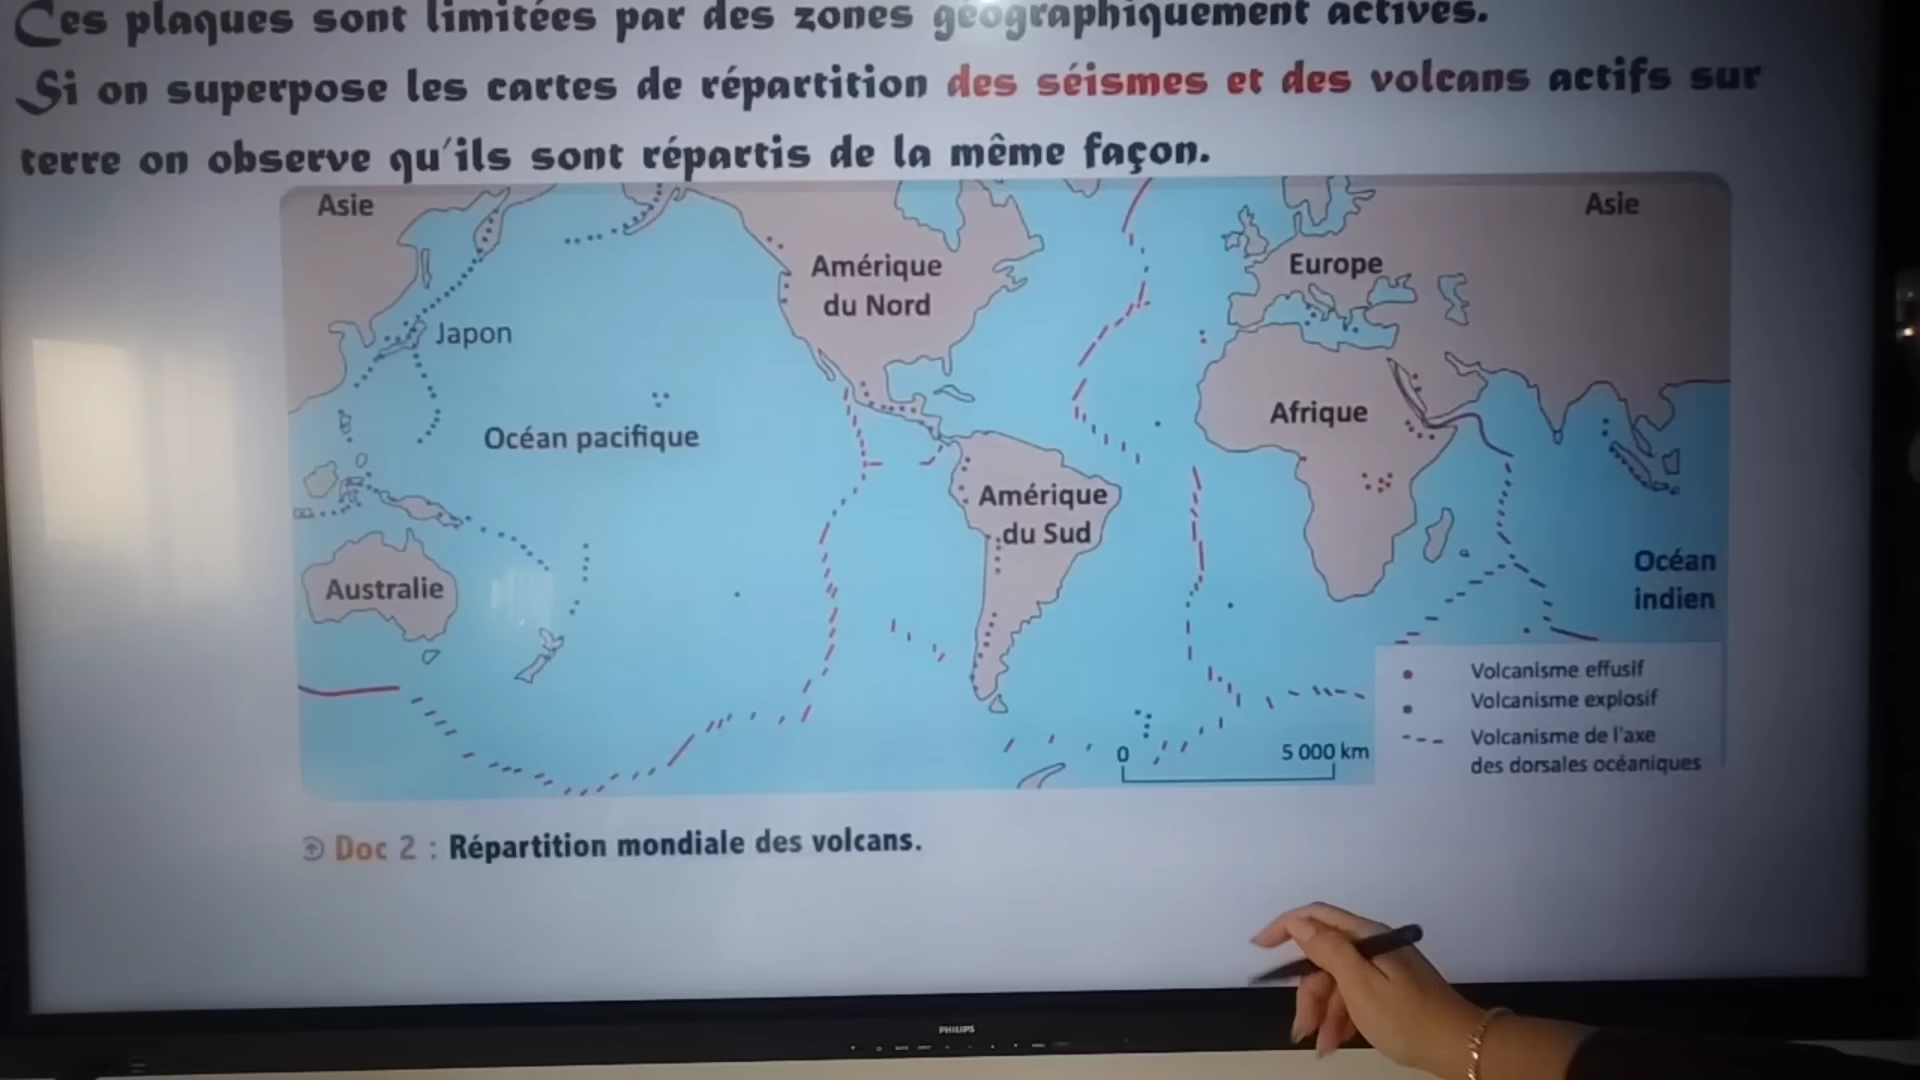 Ces plaques sont limitées par des zones géographiquement actives.
Si on superpose les cartes de répartition des séismes et des volcans actifs sur
terre on observe qu'ils sont répartis de la même façon.
Asie
Asie
Amérique
du Nord
Europe
Japon
Océan pacifique
Afrique
Amérique
du Sud
Australie
Océan
indien
Volcanisme effusif
Volcanisme explosif
Volcanisme de l'axe
des dorsales océaniques
0
5 000 km
Doc 2 : Répartition mondiale des volcans.
PHILIPS